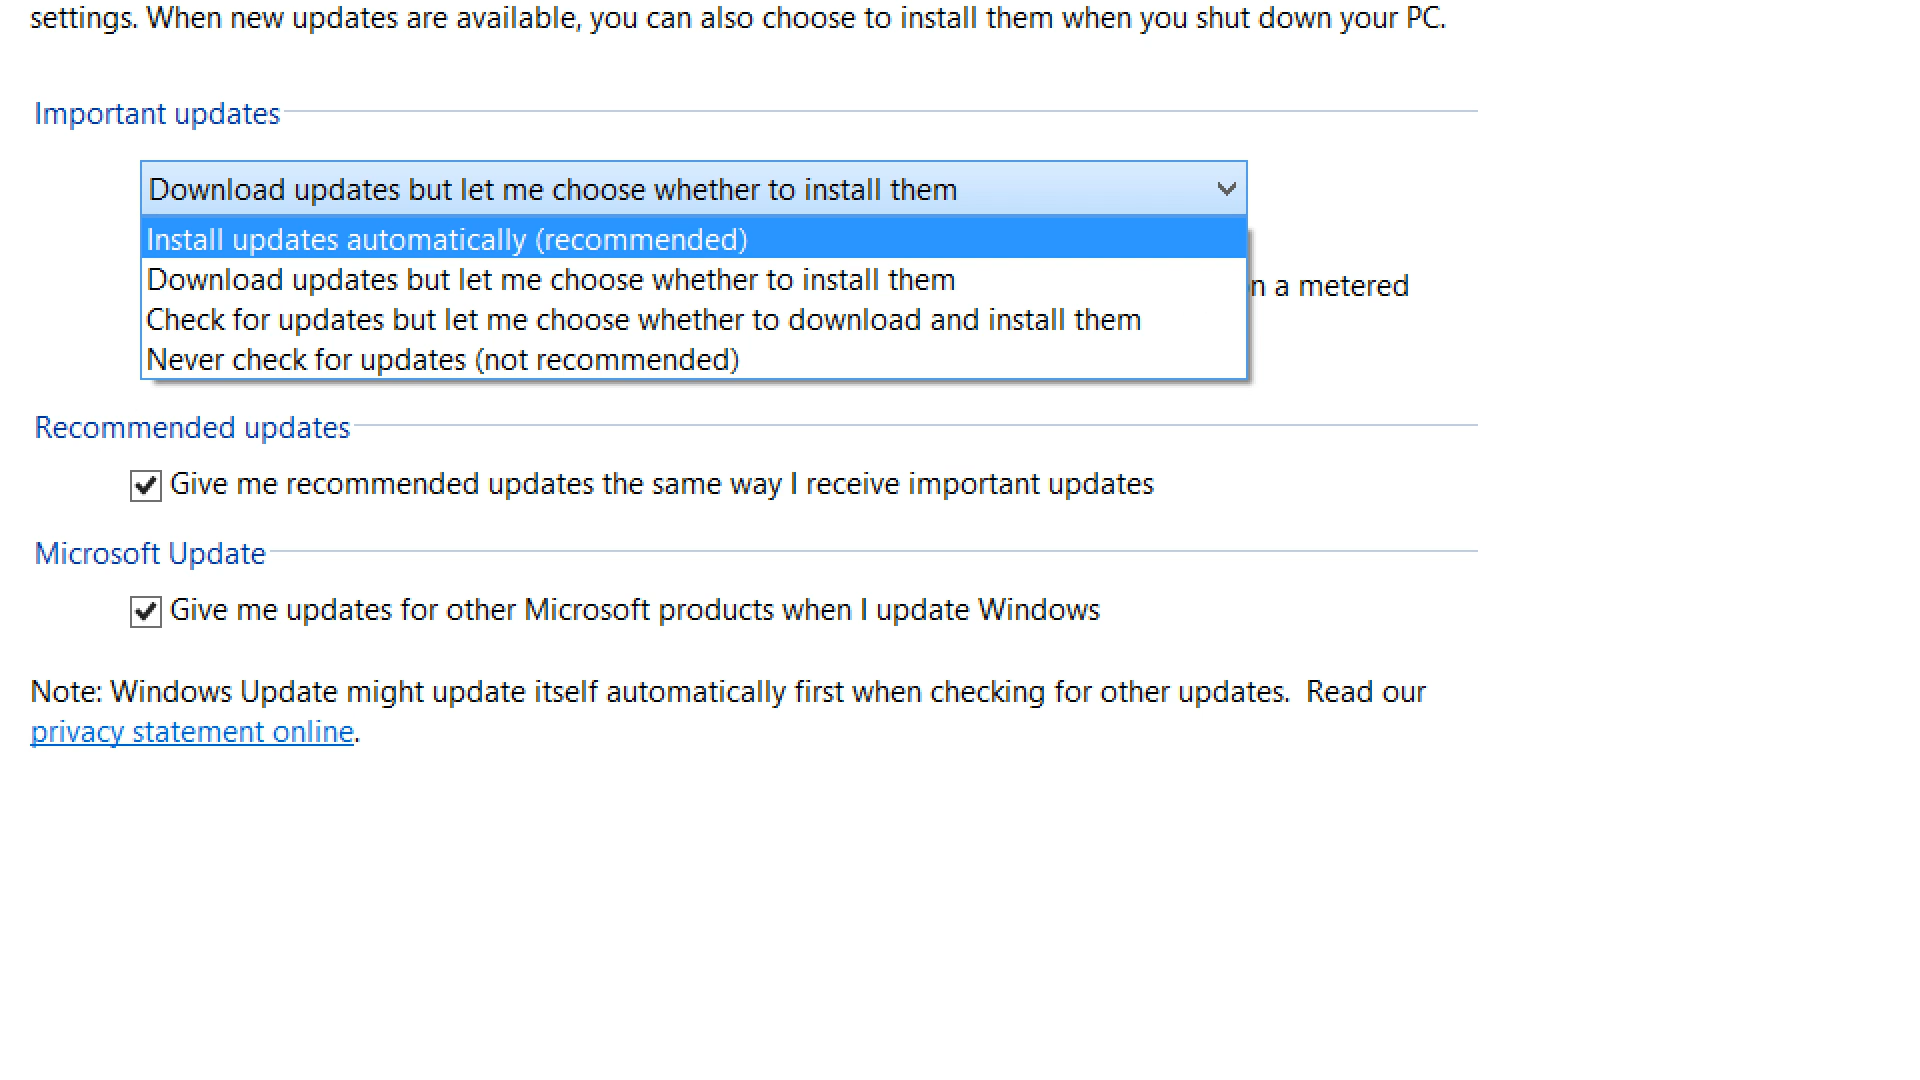 settings. When new updates are available, you can also choose to install them when you shut down your PC.
Important updates
Download updates but let me choose whether to install them
Install updates automatically (recommended)
Download updates but let me choose whether to install them
a metered
Check for updates but let me choose whether to download and install them
Never check for updates (not recommended)
Recommended updates
Give me recommended updates the same way I receive important updates
Microsoft Update
Give me updates for other Microsoft products when I update Windows
Note: Windows Update might update itself automatically first when checking for other updates. Read our
privacy statement online.